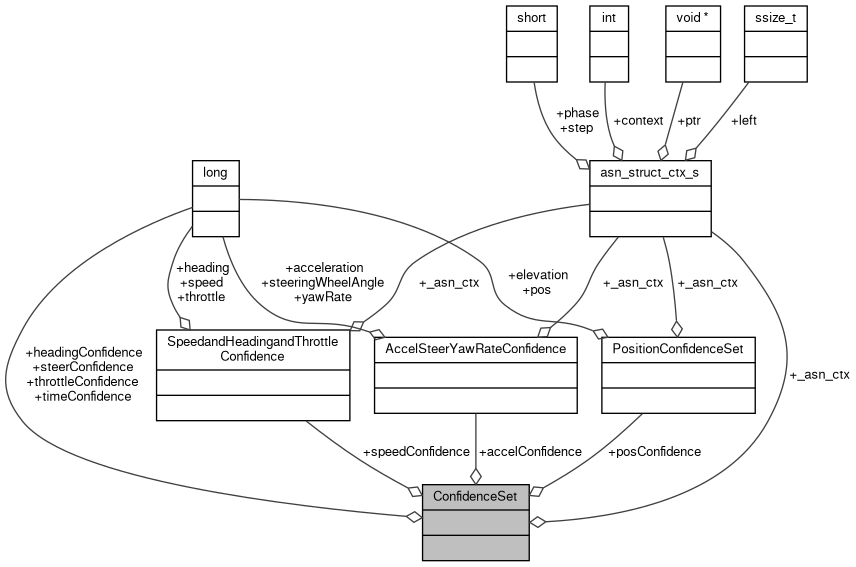 short
int
void *
ssize_t
+phase
+step
+context
+ptr
+left
long
asn_struct_ctx_s
+heading
+speed
+throttle
+acceleration
+steeringWheelAngle
+yawRate
+_asn_ctx
+elevation
+pos
+_asn_ctx
+_asn_ctx
+headingConfidence
+steerConfidence
+throttleConfidence
+timeConfidence
SpeedandHeadingandThrottle
Confidence
AccelSteerYawRateConfidence
PositionConfidenceSet
+_asn_ctx
+speedConfidence
+accelConfidence
+posConfidence
ConfidenceSet